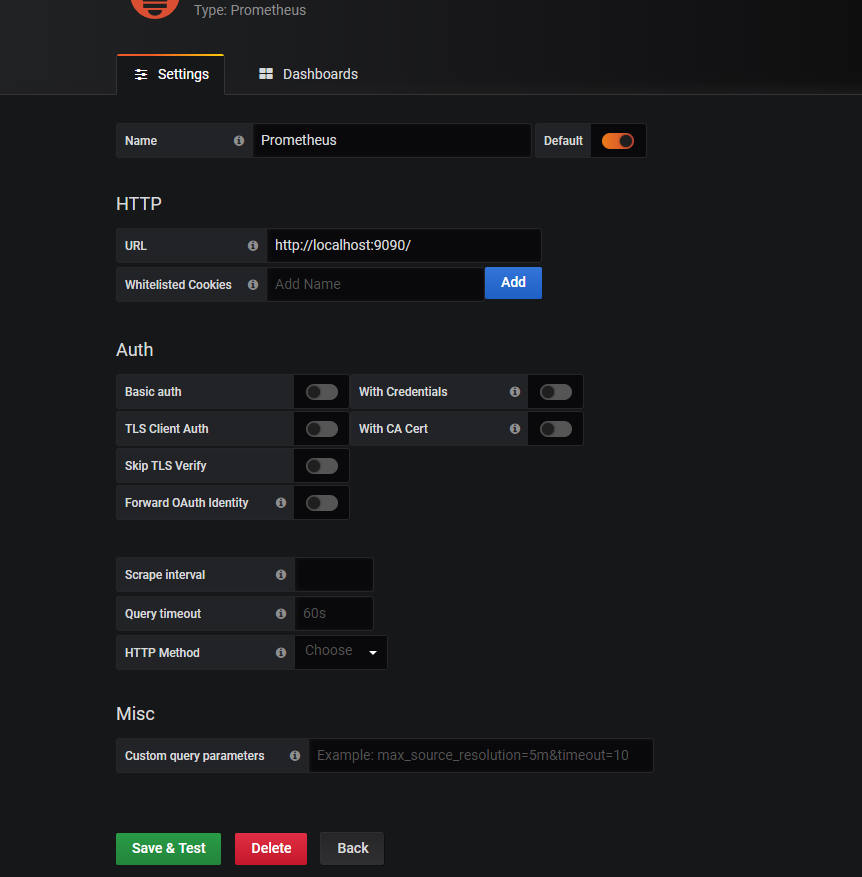 Type: Prometheus
Settings Dashboards
Name Prometheus Default
HTTP
URL http://localhost:9090/
Whitelisted Cookies Add Name Add
Auth
Basic auth With Credentials
TLS Client Auth With CA Cert
Skip TLS Verify
Forward OAuth Identity
Scrape interval
Query timeout 60s
HTTP Method Choose
Misc
Custom query parameters Example: max_source_resolution=5m&timeout=10
Save & Test Delete Back